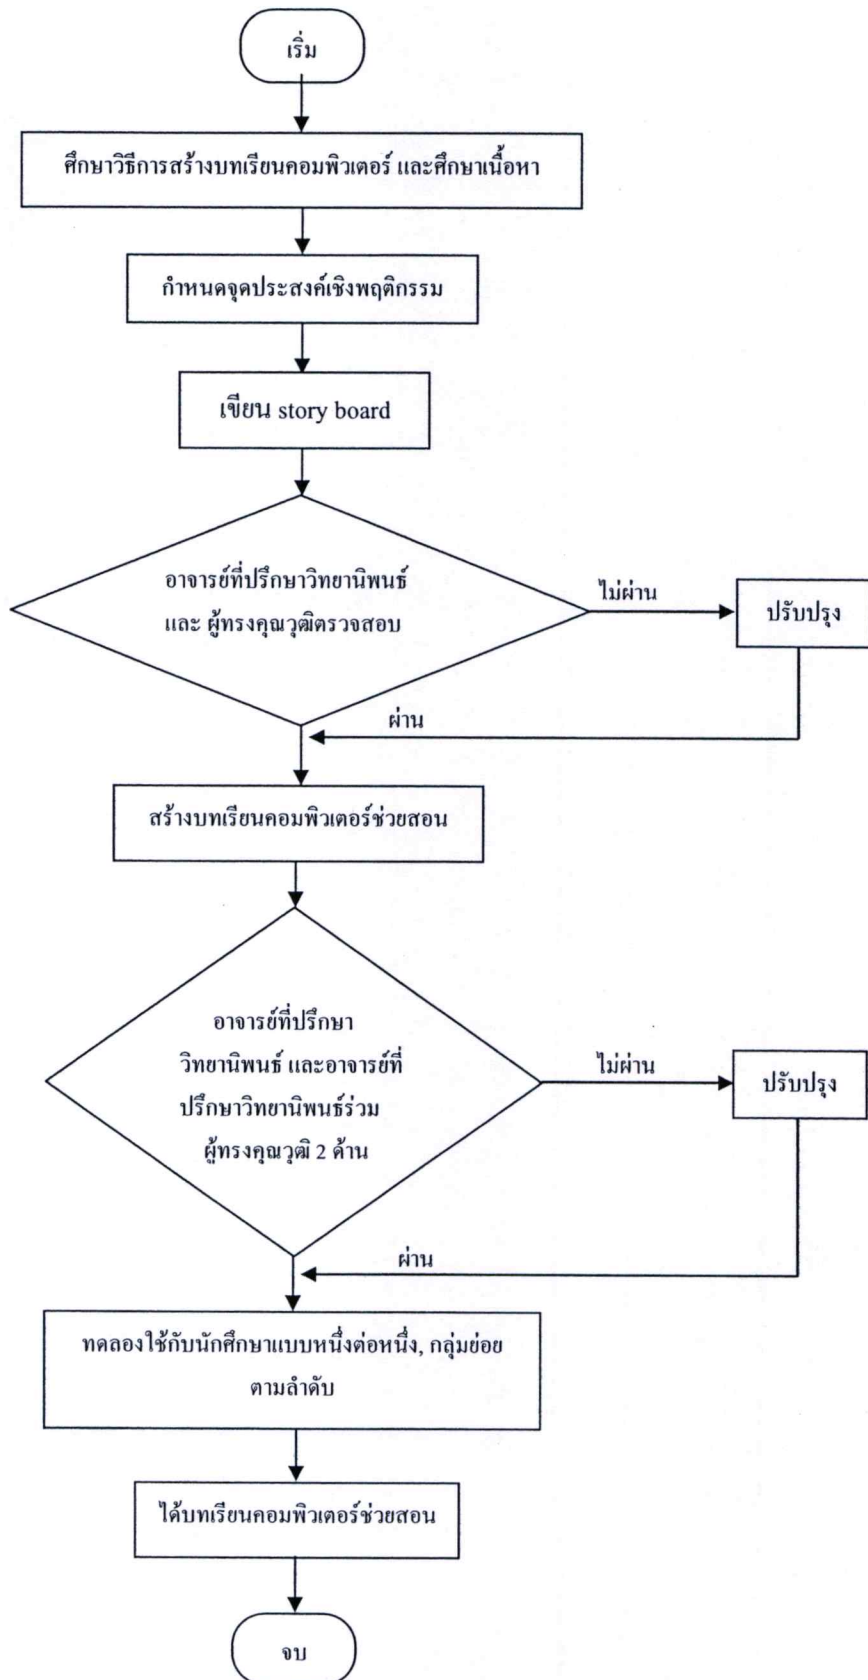 เริ่ม
ศึกษาวิธีการสร้างบทเรียนคอมพิวเตอร์ และศึกษาเนื้อหา
กำหนดจุดประสงค์เชิงพฤติกรรม
เขียน story board
อาจารย์ที่ปรึกษาวิทยานิพนธ์
และ ผู้ทรงคุณวุฒิตรวจสอบ
ไม่ผ่าน
ปรับปรุง
ผ่าน
สร้างบทเรียนคอมพิวเตอร์ช่วยสอน
อาจารย์ที่ปรึกษา
วิทยานิพนธ์ และอาจารย์ที่
ปรึกษาวิทยานิพนธ์ร่วม
ผู้ทรงคุณวุฒิ 2 ด้าน
ไม่ผ่าน
ปรับปรุง
ผ่าน
ทดลองใช้กับนักศึกษาแบบหนึ่งต่อหนึ่ง, กลุ่มย่อย
ตามลำดับ
ได้บทเรียนคอมพิวเตอร์ช่วยสอน
จบ